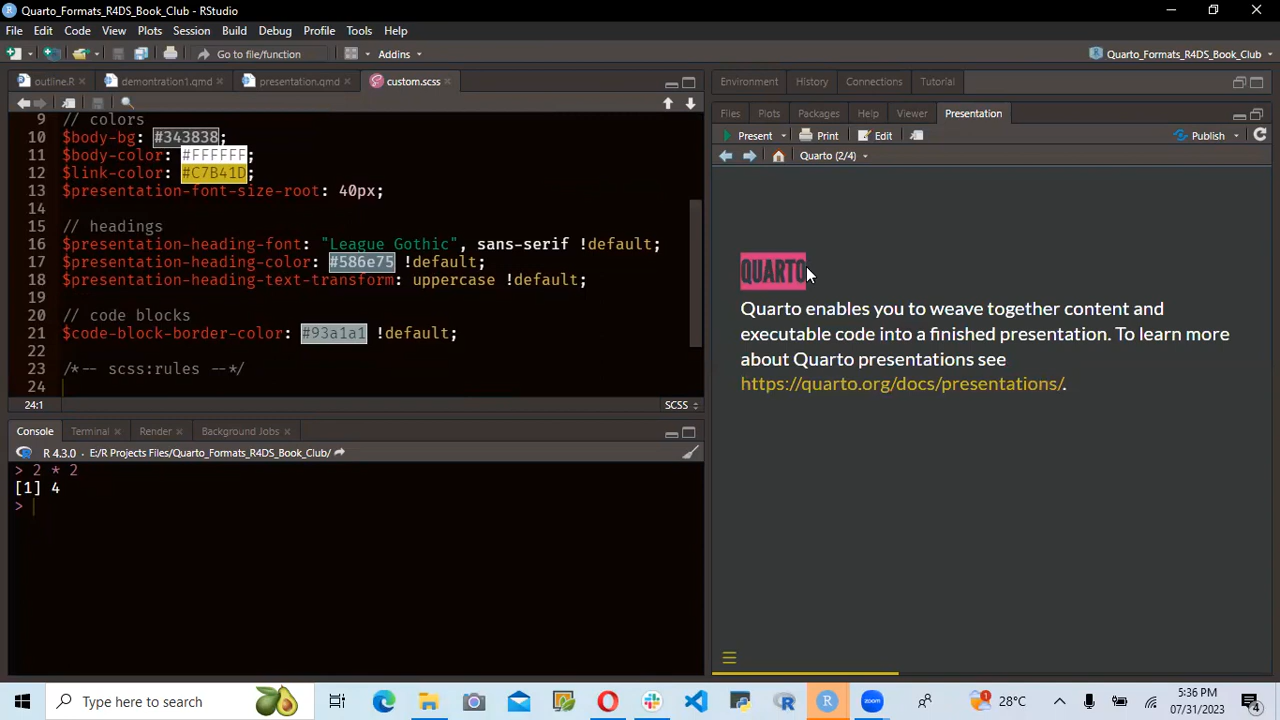 Quarto_Formats_R4DS_Book_Club - RStudio
File Edit Code View Plots Session Build Debug Profile Tools Help
Go to file/function Addins Quarto_Formats_R4DS_Book_Club
outline.R demontration1.qmd presentation.qmd custom.scss
9 // colors
10 $body-bg: #343838;
11 $body-color: #FFFFFF;
12 $link-color: #C7B41D;
13 $presentation-font-size-root: 40px;
14
15 // headings
16 $presentation-heading-font: "League Gothic", sans-serif !default;
17 $presentation-heading-color: #586e75 !default;
18 $presentation-heading-text-transform: uppercase !default;
19
20 // code blocks
21 $code-block-border-color: #93a1a1 !default;
22
23 /*-- scss:rules --*/
24
24:1 SCSS
Console Terminal Render Background Jobs
R 4.3.0 · E:/R Projects Files/Quarto_Formats_R4DS_Book_Club/
> 2 * 2
[1] 4
>
Environment History Connections Tutorial
Files Plots Packages Help Viewer Presentation
Present Print Edit Publish
Quarto (2/4)
QUARTO
Quarto enables you to weave together content and
executable code into a finished presentation. To learn more
about Quarto presentations see
https://quarto.org/docs/presentations/.
Type here to search
zoom
28°C
5:36 PM
07/31/2023
4